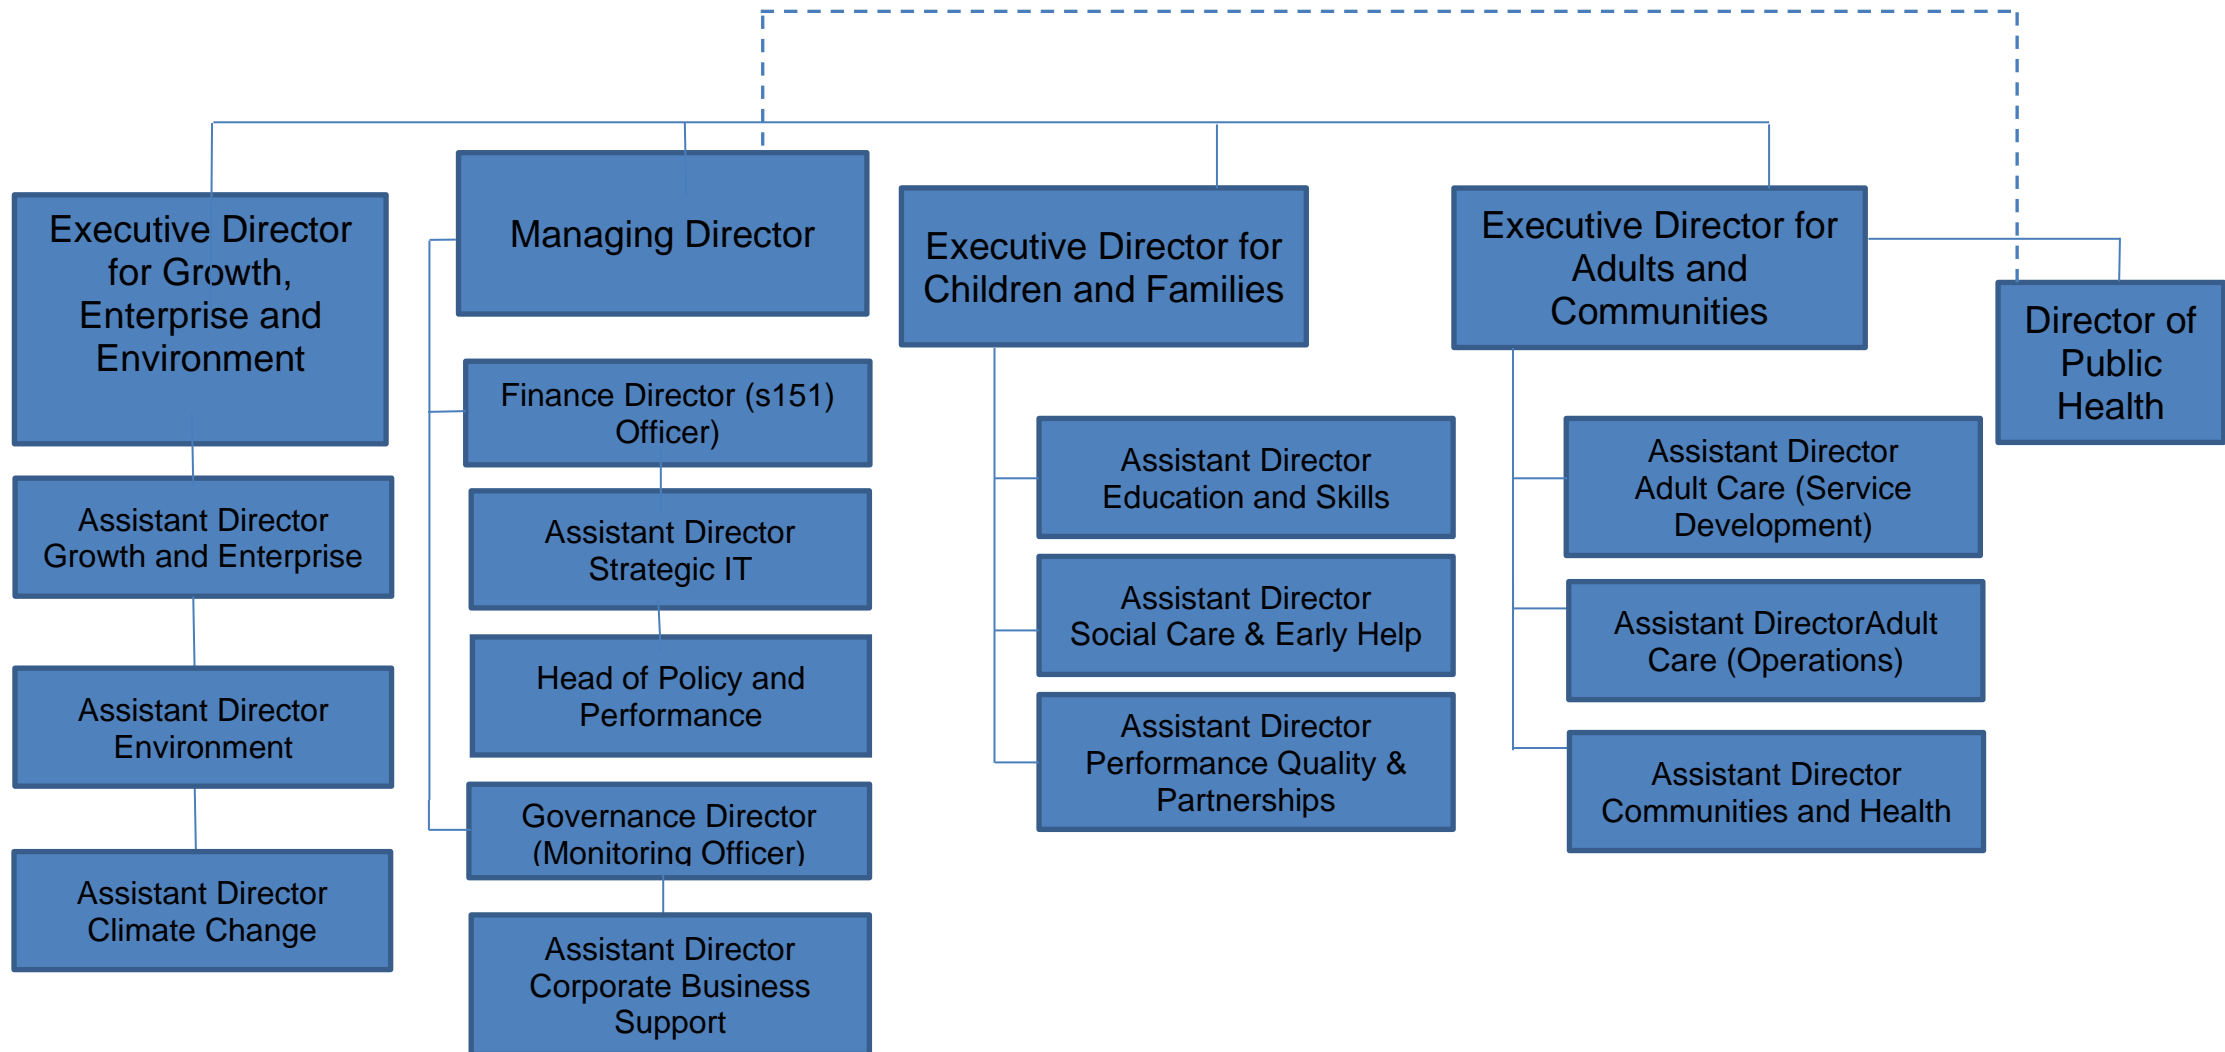 Executive Director
for Growth,
Enterprise and
Environment
Assistant Director
Growth and Enterprise
Assistant Director
Environment
Assistant Director
Climate Change
Managing Director
Finance Director (s151)
Officer)
Assistant Director
Strategic IT
Head of Policy and
Performance
Governance Director
(Monitoring Officer)
Assistant Director
Corporate Business
Support
Executive Director for
Children and Families
Assistant Director
Education and Skills
Assistant Director
Social Care & Early Help
Assistant Director
Performance Quality &
Partnerships
Executive Director for
Adults and
Communities
Assistant Director
Adult Care (Service
Development)
Assistant DirectorAdult
Care (Operations)
Assistant Director
Communities and Health
Director of
Public
Health